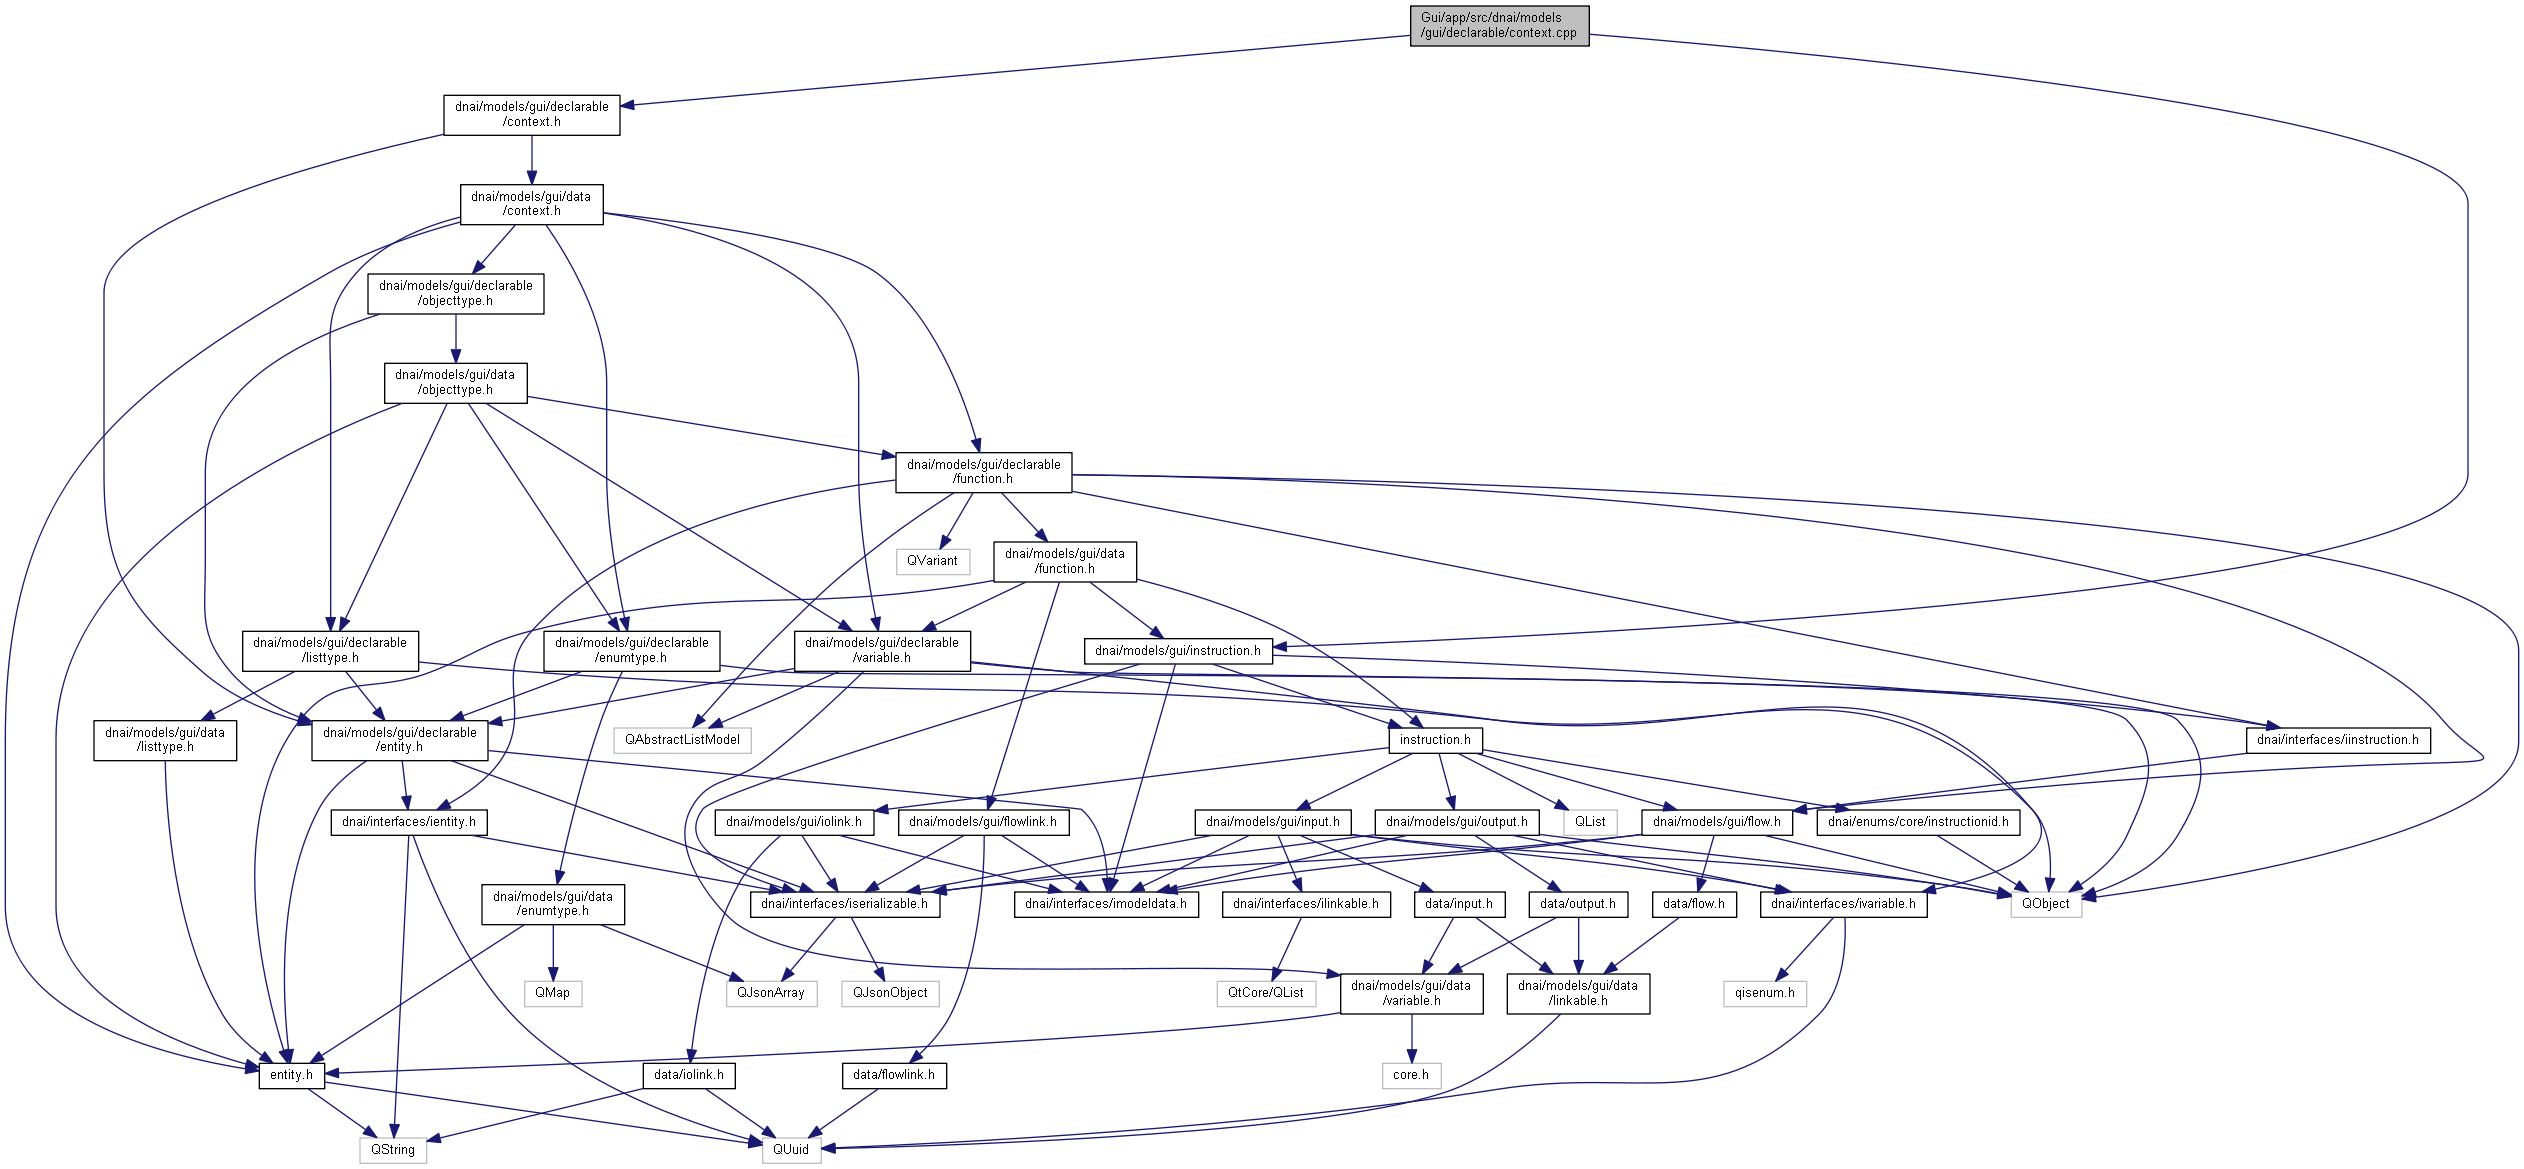 Gui/app/src/dnai/models
/gui/declarable/context.cpp
dnai/models/gui/declarable
/context.h
dnai/models/gui/data
/context.h
dnai/models/gui/declarable
/objecttype.h
dnai/models/gui/data
/objecttype.h
dnai/models/gui/declarable
/function.h
QVariant
dnai/models/gui/data
/function.h
dnai/models/gui/declarable
/listtype.h
dnai/models/gui/declarable
/enumtype.h
dnai/models/gui/declarable
/variable.h
dnai/models/gui/instruction.h
dnai/models/gui/data
/listtype.h
dnai/models/gui/declarable
/entity.h
QAbstractListModel
instruction.h
dnai/interfaces/iinstruction.h
dnai/interfaces/ientity.h
dnai/models/gui/iolink.h
dnai/models/gui/flowlink.h
dnai/models/gui/input.h
dnai/models/gui/output.h
QList
dnai/models/gui/flow.h
dnai/enums/core/instructionid.h
dnai/models/gui/data
/enumtype.h
dnai/interfaces/iserializable.h
dnai/interfaces/imodeldata.h
dnai/interfaces/ilinkable.h
data/input.h
data/output.h
data/flow.h
dnai/interfaces/ivariable.h
QObject
QMap
QJsonArray
QJsonObject
QtCore/QList
dnai/models/gui/data
/variable.h
dnai/models/gui/data
/linkable.h
qisenum.h
entity.h
data/iolink.h
data/flowlink.h
core.h
QString
QUuid